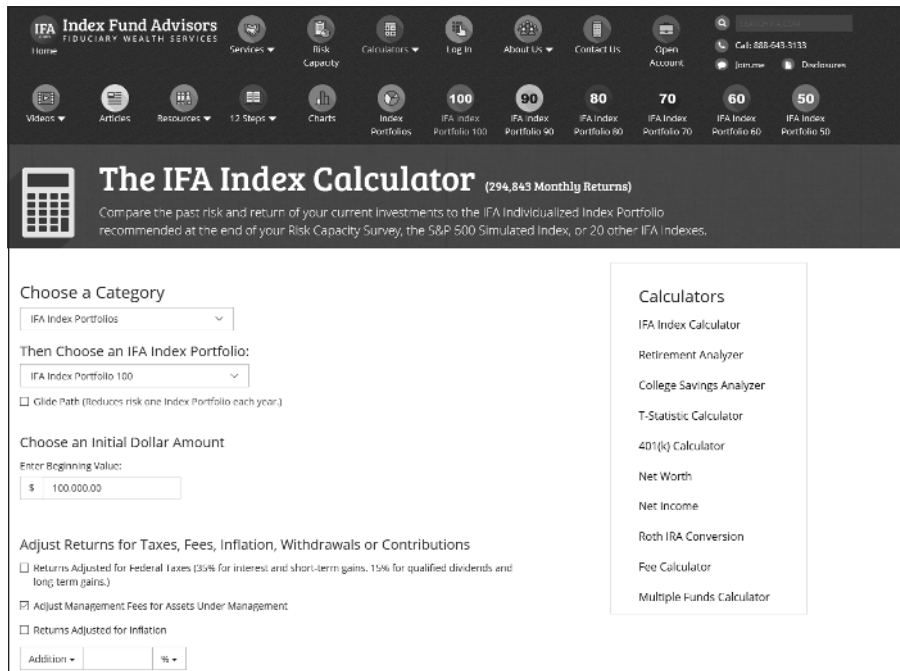 IFA Index Fund Advisors
FIDUCIARY WEALTH SERVICES
Home
Services
Risk Capacity
Calculators
Log In
About Us
Contact Us
Open Account
Call: 888-643-3133
Join.me
Disclosures
Videos
Articles
Resources
12 Steps
Charts
Index Portfolios
100
IFA Index Portfolio 100
90
IFA Index Portfolio 90
80
IFA Index Portfolio 80
70
IFA Index Portfolio 70
60
IFA Index Portfolio 60
50
IFA Index Portfolio 50
The IFA Index Calculator (294,843 Monthly Returns)
Compare the past risk and return of your current investments to the IFA Individualized Index Portfolio
recommended at the end of your Risk Capacity Survey, the S&P 500 Simulated Index, or 20 other IFA Indexes.
Choose a Category
IFA Index Portfolios
Then Choose an IFA Index Portfolio:
IFA Index Portfolio 100
Glide Path (Reduces risk one Index Portfolio each year.)
Choose an Initial Dollar Amount
Enter Beginning Value:
$ 100.000.00
Adjust Returns for Taxes, Fees, Inflation, Withdrawals or Contributions
Returns Adjusted for Federal Taxes (35% for interest and short-term gains. 15% for qualified dividends and
long term gains.)
Adjust Management Fees for Assets Under Management
Returns Adjusted for Inflation
Addition %
Calculators
IFA Index Calculator
Retirement Analyzer
College Savings Analyzer
T-Statistic Calculator
401(k) Calculator
Net Worth
Net Income
Roth IRA Conversion
Fee Calculator
Multiple Funds Calculator